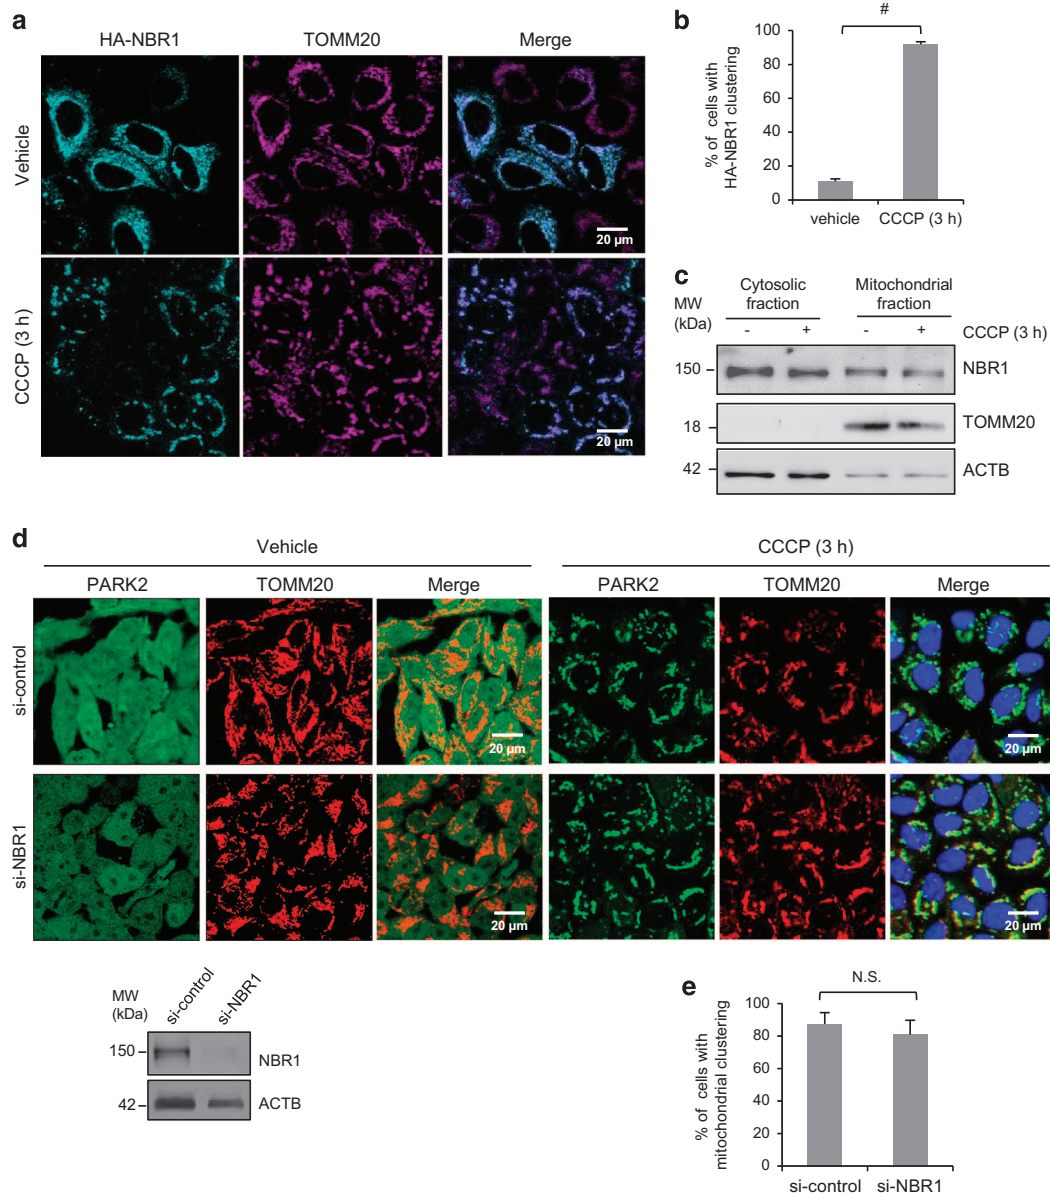 a
HA-NBR1 TOMM20 Merge
Vehicle
20 µm
CCCP (3 h)
20 µm
b
#
% of cells with
HA-NBR1 clustering
100
80
60
40
20
0
vehicle CCCP (3 h)
c
MW
(kDa)
Cytosolic
fraction
Mitochondrial
fraction
- + - + CCCP (3 h)
150 NBR1
18 TOMM20
42 ACTB
d
Vehicle CCCP (3 h)
PARK2 TOMM20 Merge PARK2 TOMM20 Merge
si-control
20 µm 20 µm
si-NBR1
20 µm 20 µm
MW
(kDa)
si-control si-NBR1
150 NBR1
42 ACTB
e
N.S.
% of cells with
mitochondrial clustering
100
80
60
40
20
0
si-control si-NBR1